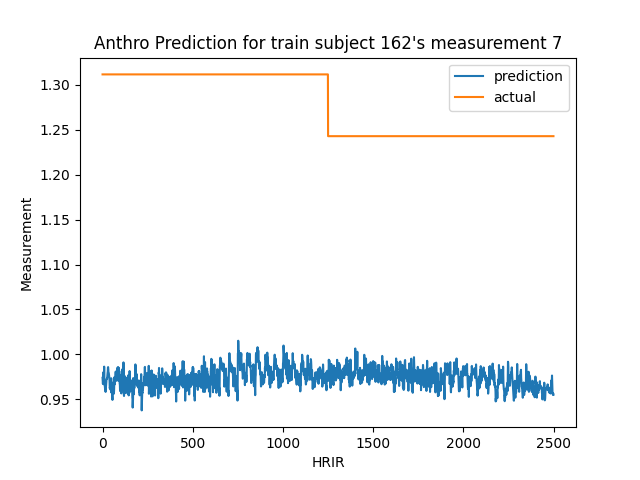 Anthro Prediction for train subject 162's measurement 7
prediction
actual
1.30
1.25
1.20
1.15
1.10
1.05
1.00
0.95
Measurement
0
500
1000
1500
2000
2500
HRIR